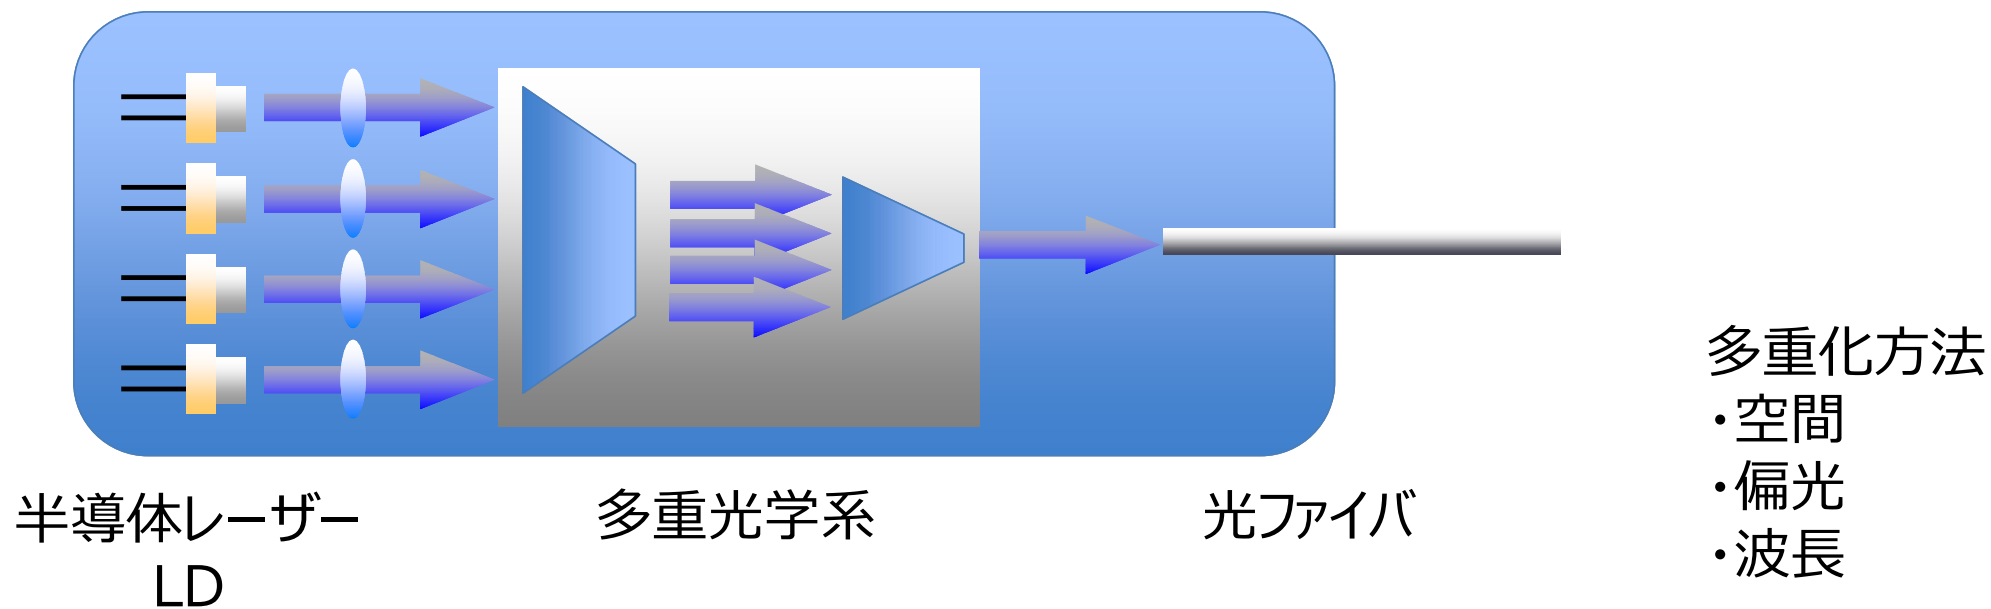 半導体レーザー
LD
多重光学系
光ファイバ
多重化方法
・空間
・偏光
・波長